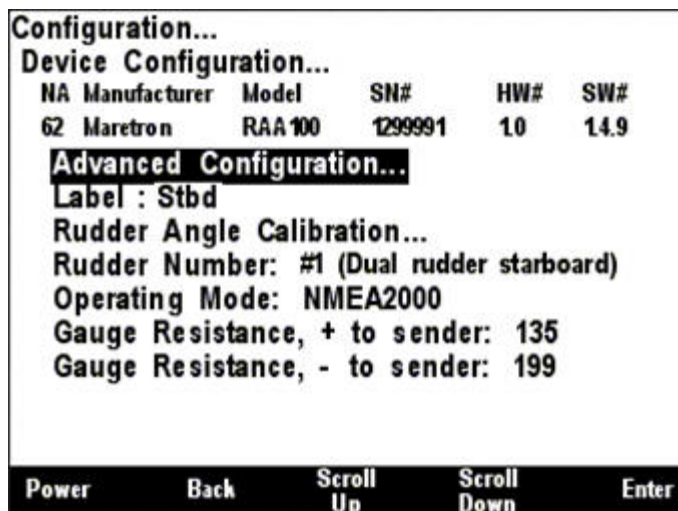 Configuration...
Device Configuration...
NA Manufacturer Model SN# HW# SW#
62 Maretron RAA100 1299991 1.0 1.4.9
Advanced Configuration...
Label : Stbd
Rudder Angle Calibration...
Rudder Number: #1 (Dual rudder starboard)
Operating Mode: NMEA2000
Gauge Resistance, + to sender: 135
Gauge Resistance, - to sender: 199
Power Back Scroll Up Scroll Down Enter